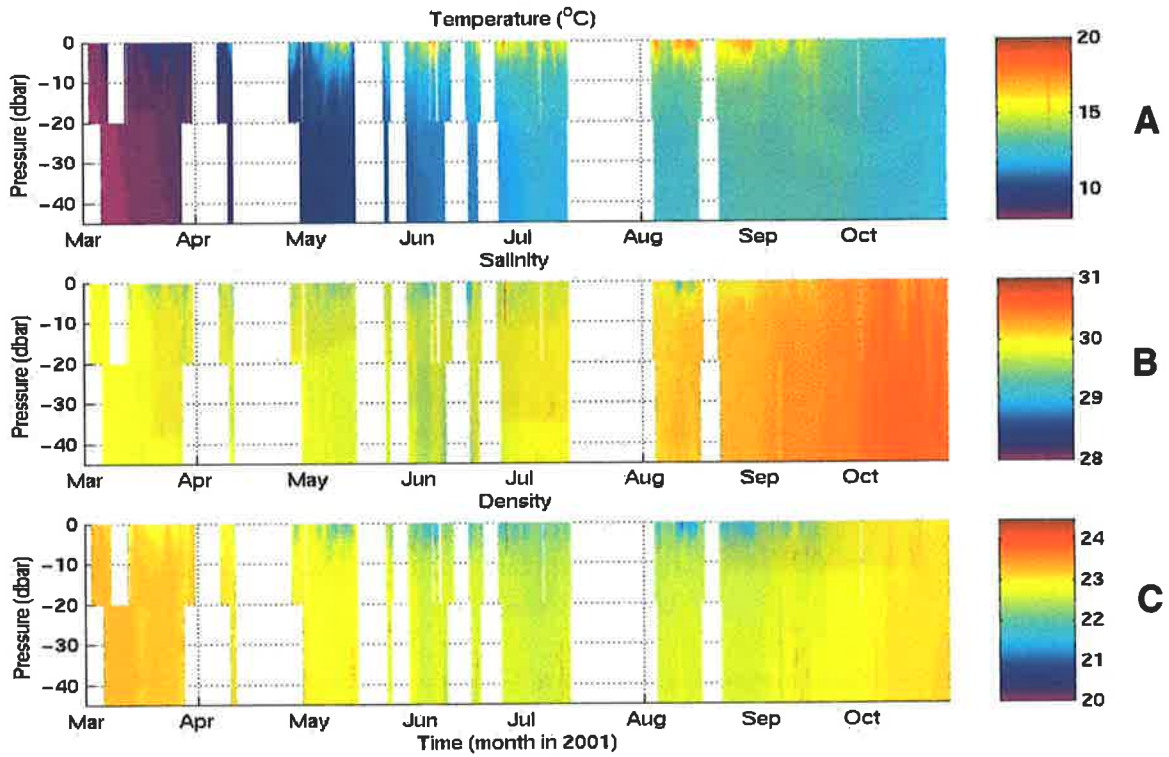 Temperature (°C)
Pressure (dbar)
0
−10
−20
−30
−40
Mar Apr May Jun Jul Aug Sep Oct
20
15
10
A
Salinity
Pressure (dbar)
0
−10
−20
−30
−40
Mar Apr May Jun Jul Aug Sep Oct
31
30
29
28
B
Density
Pressure (dbar)
0
−10
−20
−30
−40
Mar Apr May Jun Jul Aug Sep Oct
Time (month in 2001)
24
23
22
21
20
C